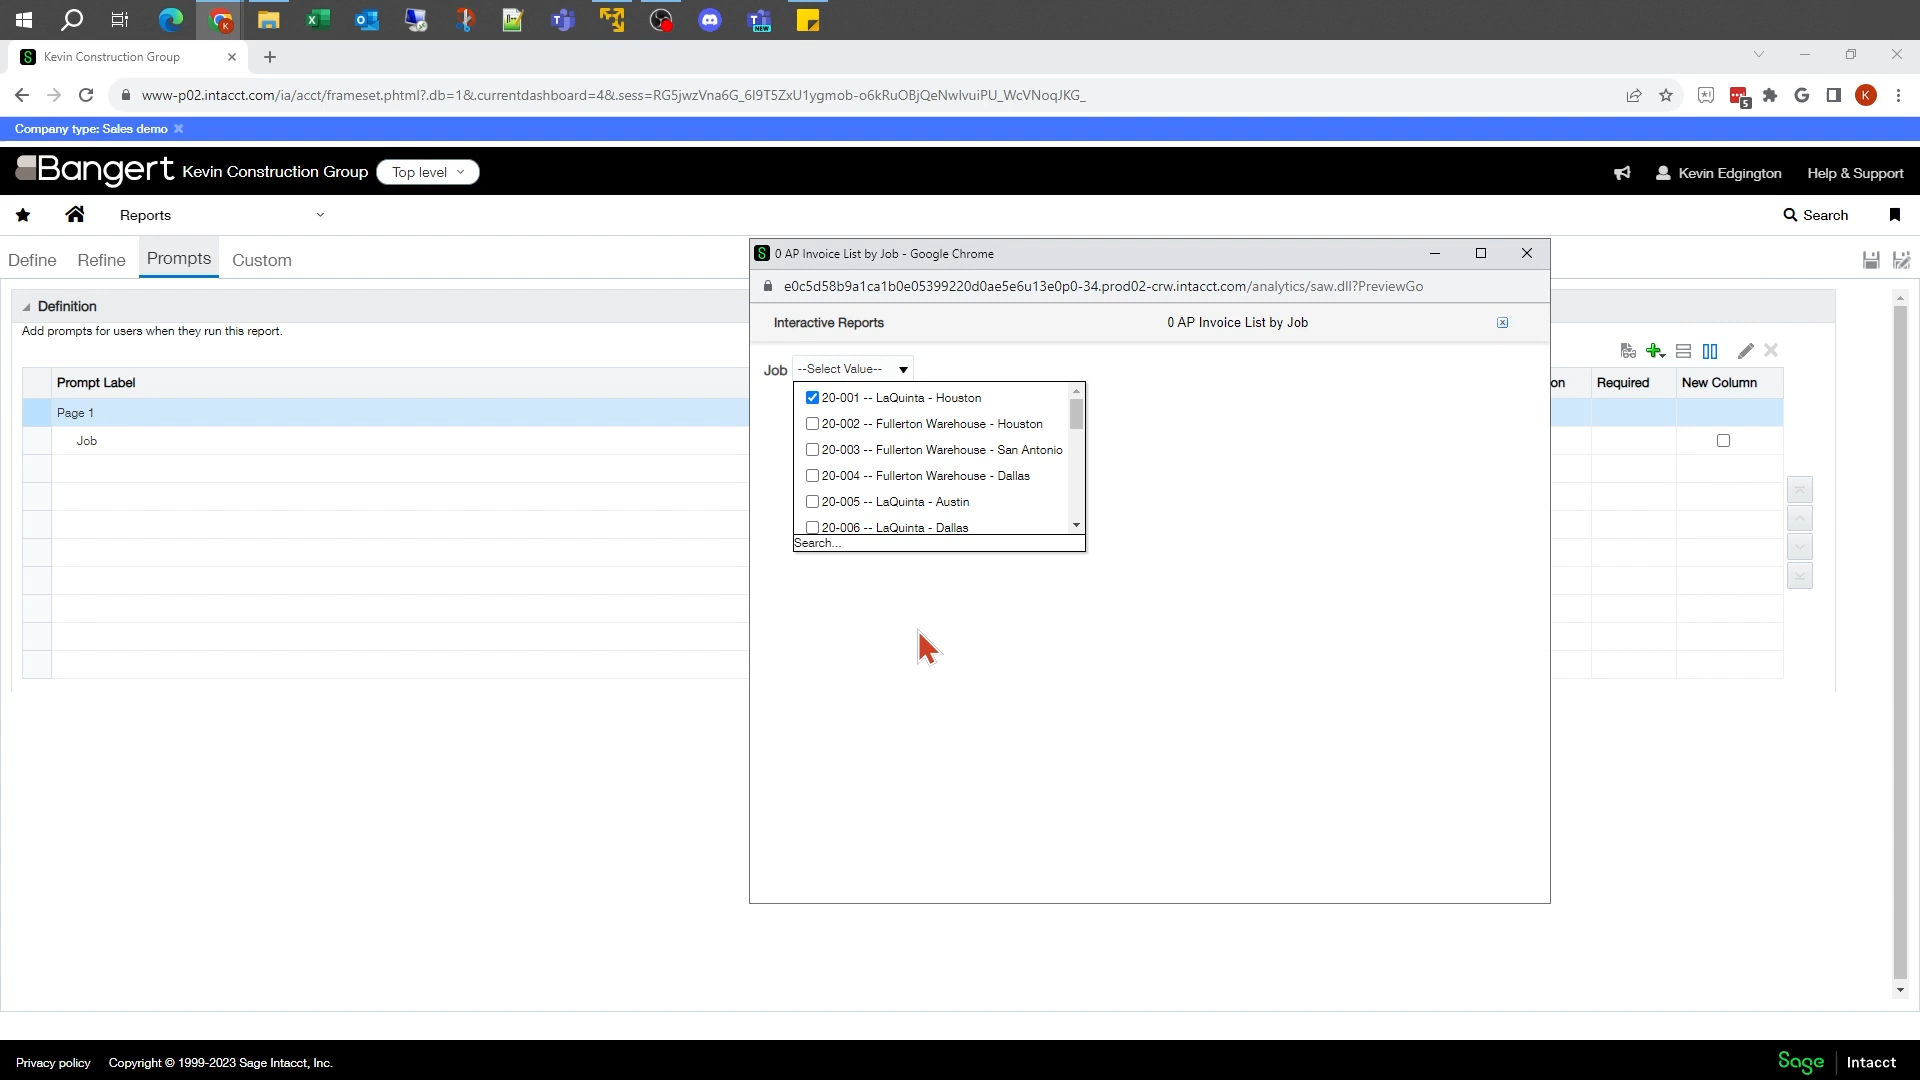 Kevin Construction Group
www-p02.intacct.com/ia/acct/frameset.phtml?.db=1&.currentdashboard=4&.sess=RG5jwzVna6G_6I9T5ZxU1ygmob-o6kRuOBjQeNwlvuiPU_WcVNoqJKG_
5
K
Company type: Sales demo
Bangert Kevin Construction Group Top level
Kevin Edgington Help & Support
Reports
Search
Define Refine Prompts Custom
0 AP Invoice List by Job - Google Chrome
e0c5d58b9a1ca1b0e05399220d0ae5e6u13e0p0-34.prod02-crw.intacct.com/analytics/saw.dll?PreviewGo
Definition
Interactive Reports 0 AP Invoice List by Job
Add prompts for users when they run this report.
Job --Select Value--
Prompt Label
on Required New Column
20-001 -- LaQuinta - Houston
Page 1
20-002 -- Fullerton Warehouse - Houston
Job
20-003 -- Fullerton Warehouse - San Antonio
20-004 -- Fullerton Warehouse - Dallas
20-005 -- LaQuinta - Austin
20-006 -- LaQuinta - Dallas
Search...
Privacy policy Copyright © 1999-2023 Sage Intacct, Inc.
Sage Intacct